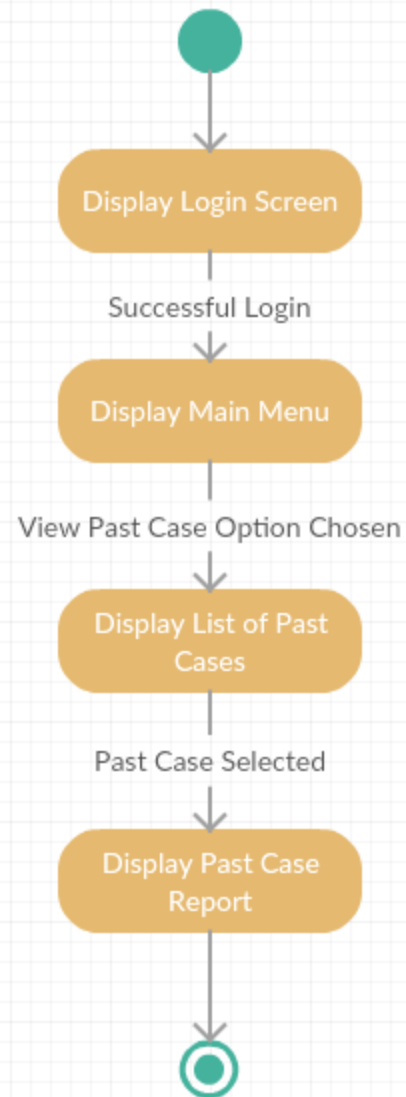 Display Login Screen
Successful Login
Display Main Menu
View Past Case Option Chosen
Display List of Past
Cases
Past Case Selected
Display Past Case
Report